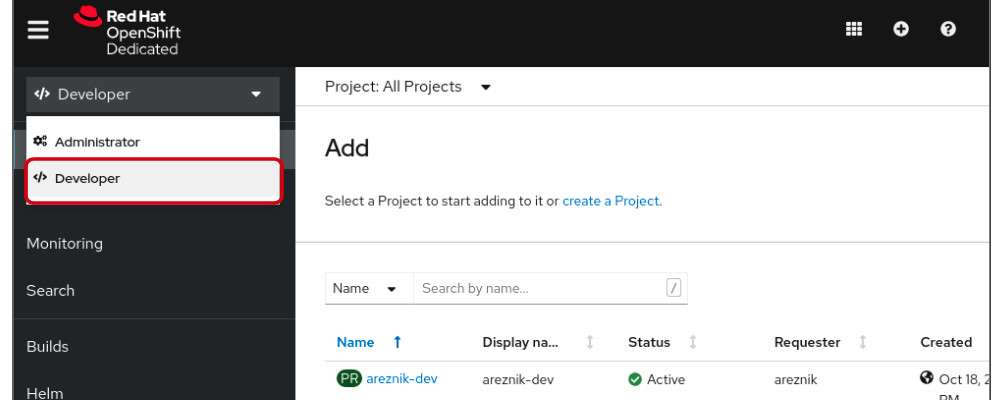 Red Hat
OpenShift
Dedicated
</> Developer
Administrator
</> Developer
Monitoring
Search
Builds
Helm
Project: All Projects
Add
Select a Project to start adding to it or create a Project.
Name
Search by name...
/
Name Display na... Status Requester Created
PR areznik-dev areznik-dev Active areznik Oct 18, 2
PM